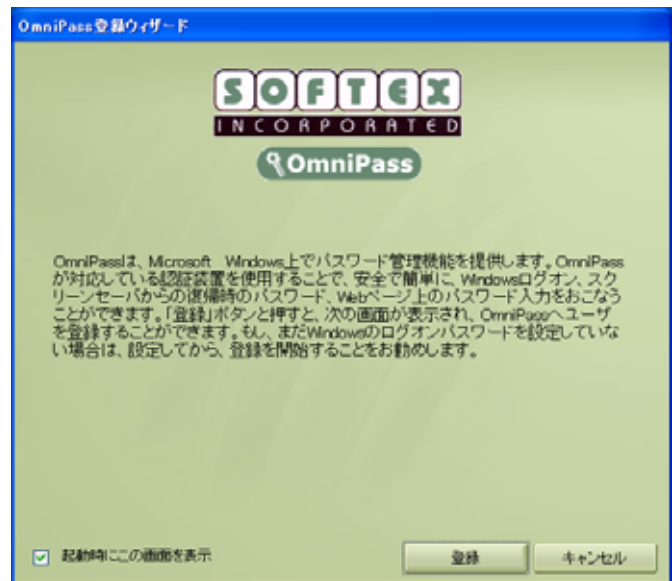 OmniPass登録ウィザード
SOFTEX
INCORPORATED
OmniPass
OmniPassは、Microsoft Windows上でパスワード管理機能を提供します。OmniPass
が対応している認証装置を使用することで、安全で簡単に、Windowsログオン、スク
リーンセーバからの復帰時のパスワード、Webページ上のパスワード入力をおこなう
ことができます。「登録」ボタンと押すと、次の画面が表示され、OmniPassへユーザ
を登録することができます。もし、まだWindowsのログオンパスワードを設定していな
い場合は、設定してから、登録を開始することをお勧めします。
起動時にこの画面を表示
登録
キャンセル